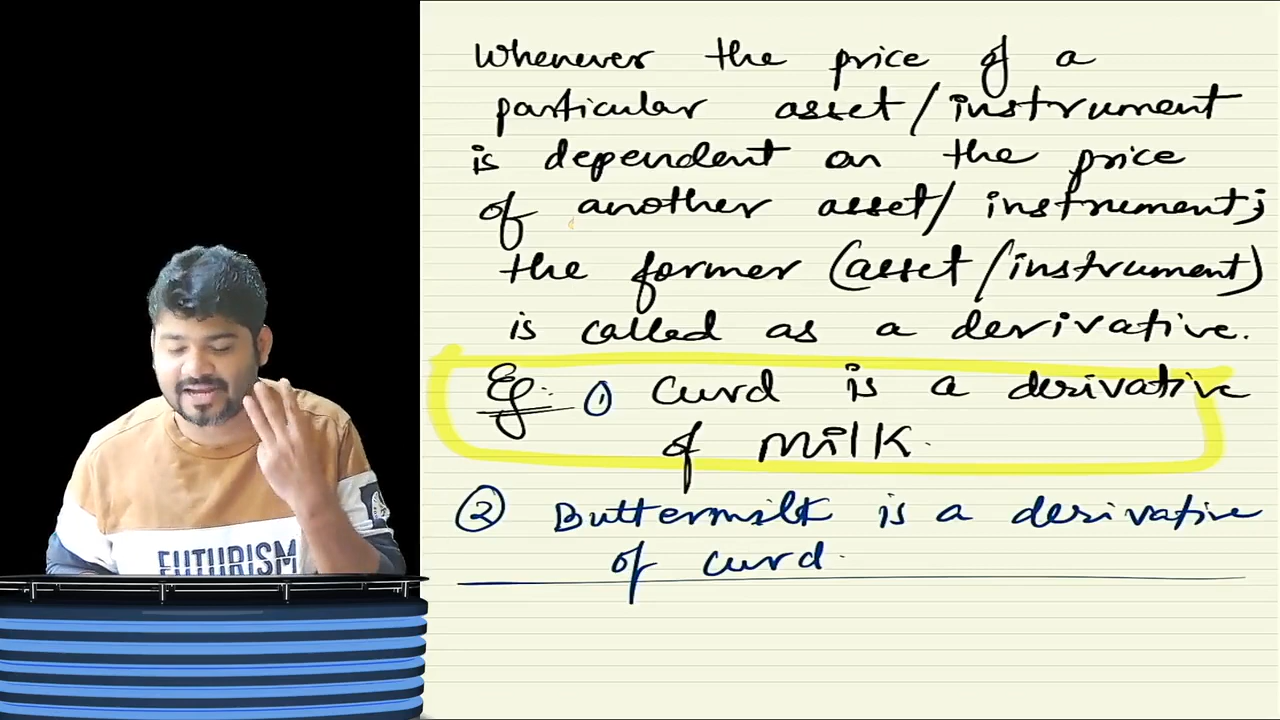 Whenever the price of a
particular asset/instrument
is dependent on the price
of another asset/ instrument;
the former (asset/instrument)
is called as a derivative.
Eg: ① Curd is a derivative
of Milk.
② Buttermilk is a derivative
of curd.
FUTURISM